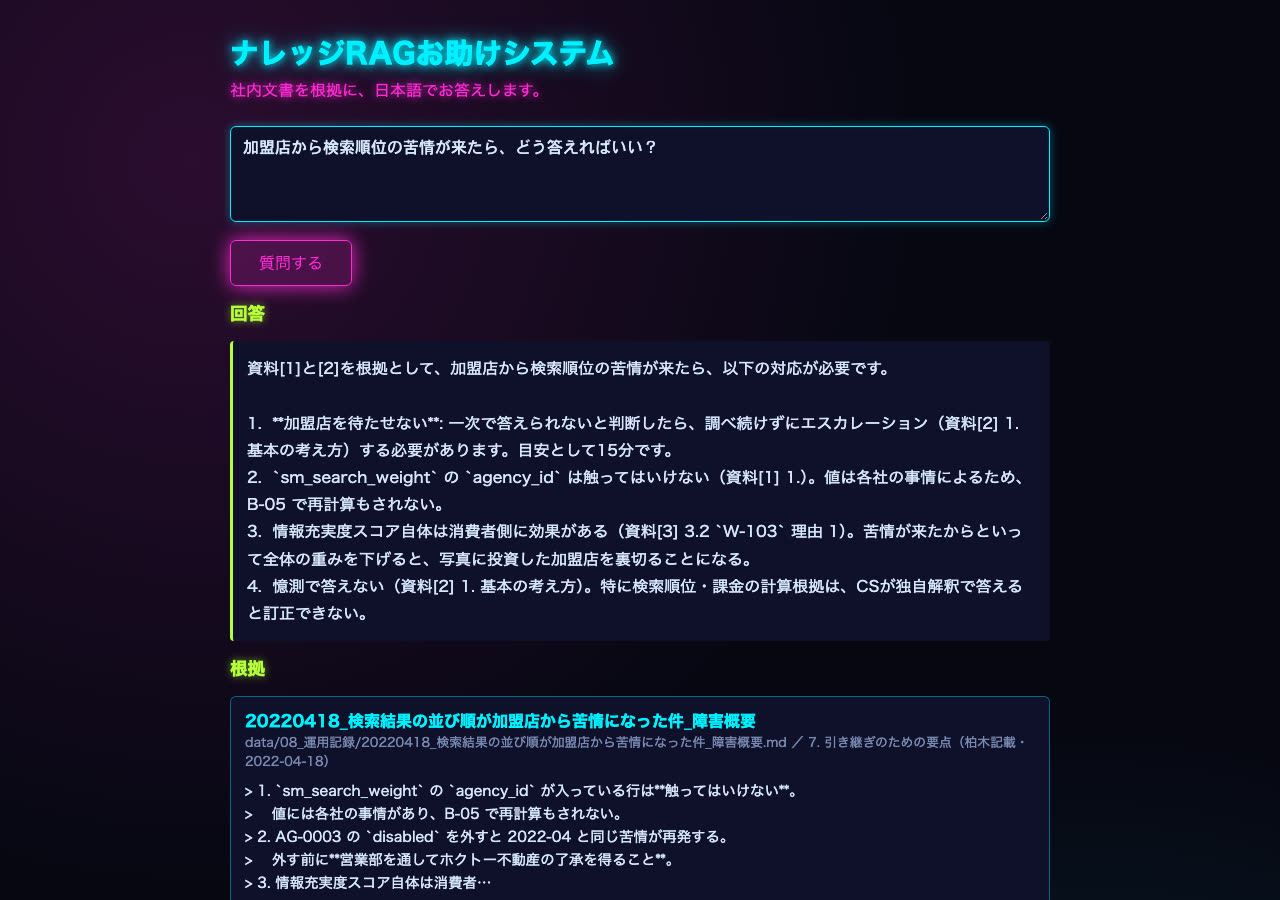 ナレッジRAGお助けシステム
社内文書を根拠に、日本語でお答えします。
加盟店から検索順位の苦情が来たら、どう答えればいい？
質問する
回答
資料[1]と[2]を根拠として、加盟店から検索順位の苦情が来たら、以下の対応が必要です。
1. **加盟店を待たせない**: 一次で答えられないと判断したら、調べ続けずにエスカレーション（資料[2] 1.
基本の考え方）する必要があります。目安として15分です。
2. `sm_search_weight` の `agency_id` は触ってはいけない（資料[1] 1.）。値は各社の事情によるため、
B-05 で再計算もされない。
3. 情報充実度スコア自体は消費者側に効果がある（資料[3] 3.2 `W-103` 理由 1）。苦情が来たからといっ
て全体の重みを下げると、写真に投資した加盟店を裏切ることになる。
4. 憶測で答えない（資料[2] 1. 基本の考え方）。特に検索順位・課金の計算根拠は、CSが独自解釈で答える
と訂正できない。
根拠
20220418_検索結果の並び順が加盟店から苦情になった件_障害概要
data/08_運用記録/20220418_検索結果の並び順が加盟店から苦情になった件_障害概要.md ／ 7. 引き継ぎのための要点（柏木記載・
2022-04-18）
> 1. `sm_search_weight` の `agency_id` が入っている行は**触ってはいけない**。
> 値には各社の事情があり、B-05 で再計算もされない。
> 2. AG-0003 の `disabled` を外すと 2022-04 と同じ苦情が再発する。
> 外す前に**営業部を通してホクトー不動産の了承を得ること**。
> 3. 情報充実度スコア自体は消費者…